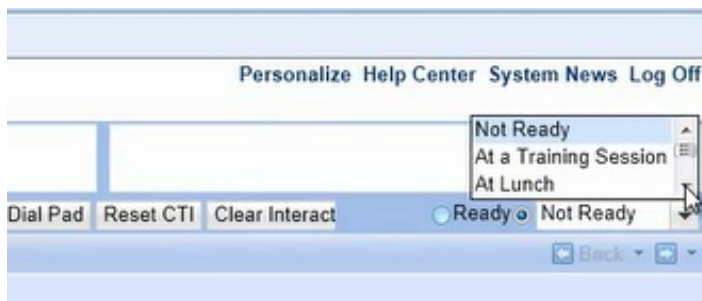 Personalize Help Center System News Log Off
Not Ready
At a Training Session
At Lunch
Dial Pad Reset CTI Clear Interact Ready Not Ready
Back